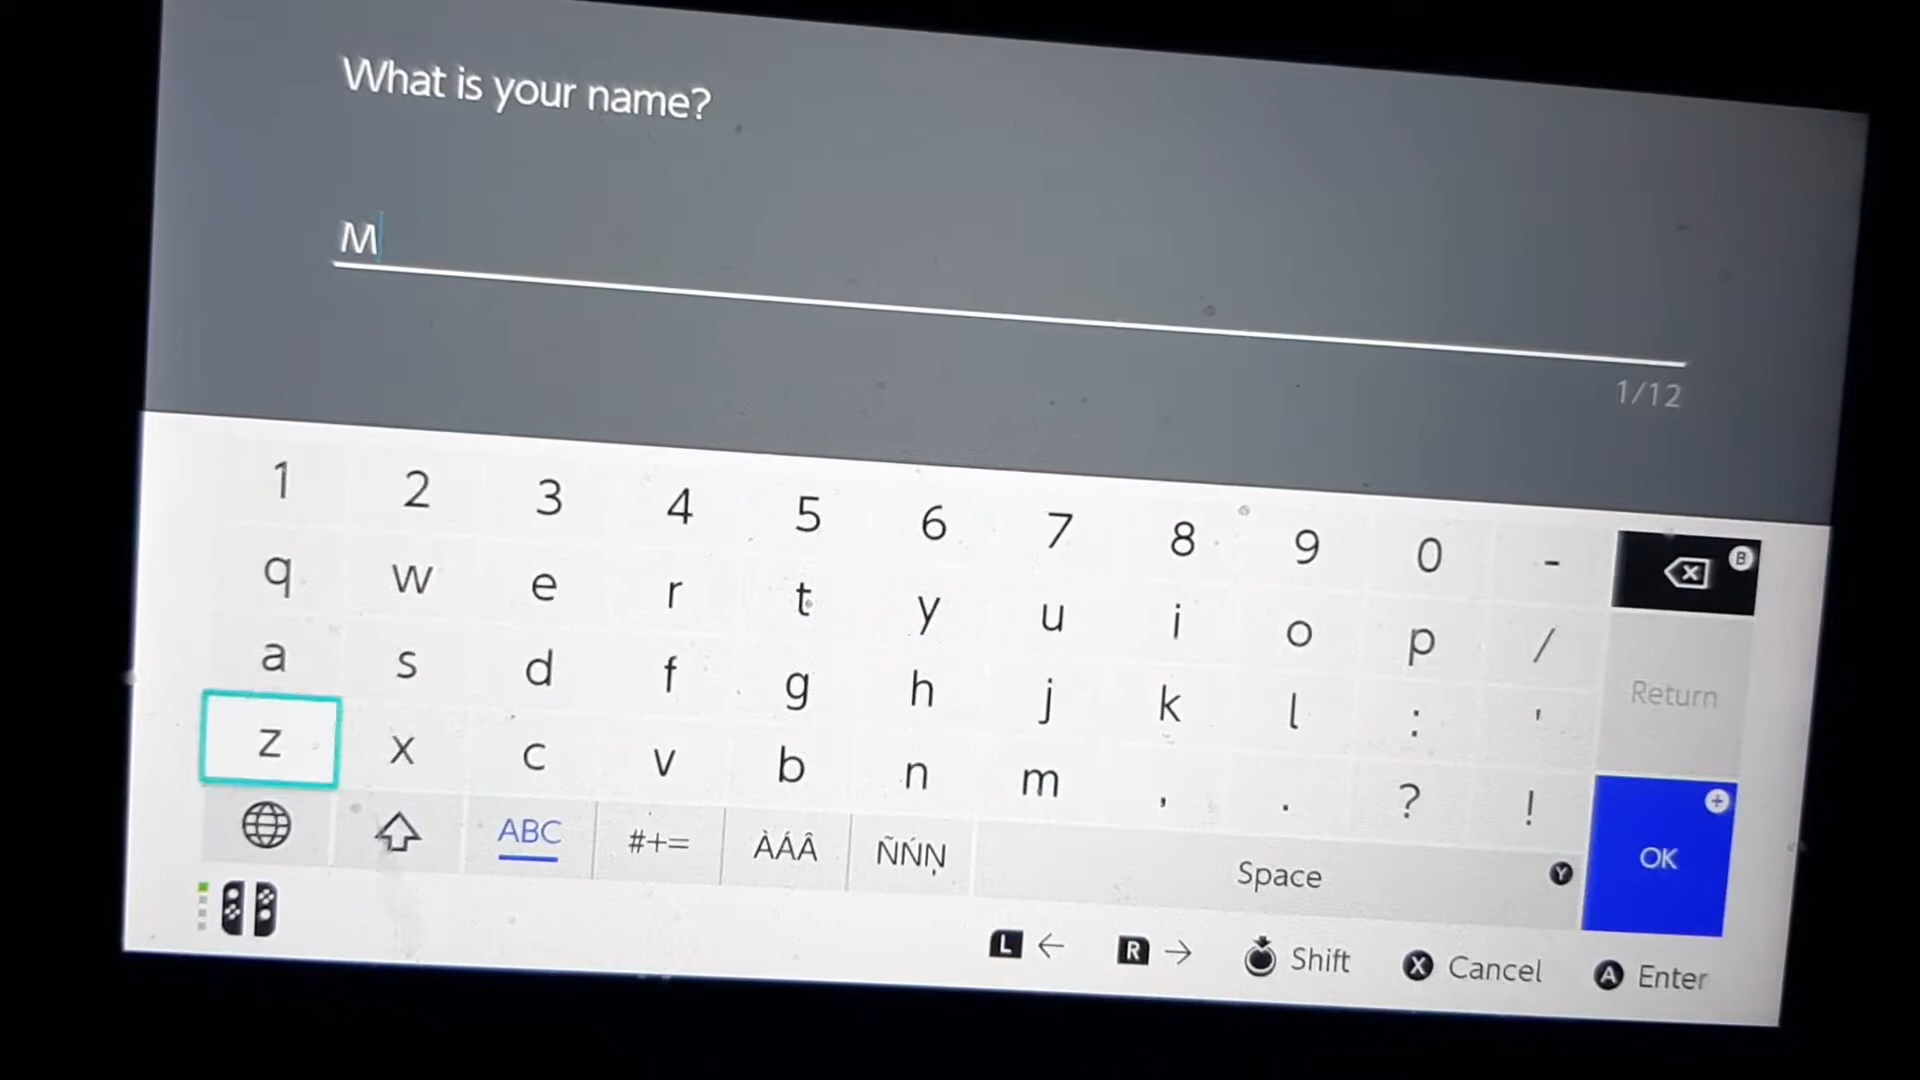 What is your name?
M
1/12
1 2 3 4 5 6 7 8 9 0 - B
q w e r t y u i o p /
a s d f g h j k l : ' Return
z x c v b n m , . ? ! +
ABC #+= ÀÁÂ ÑŃŅ Space Y OK
L ← R → Shift X Cancel A Enter